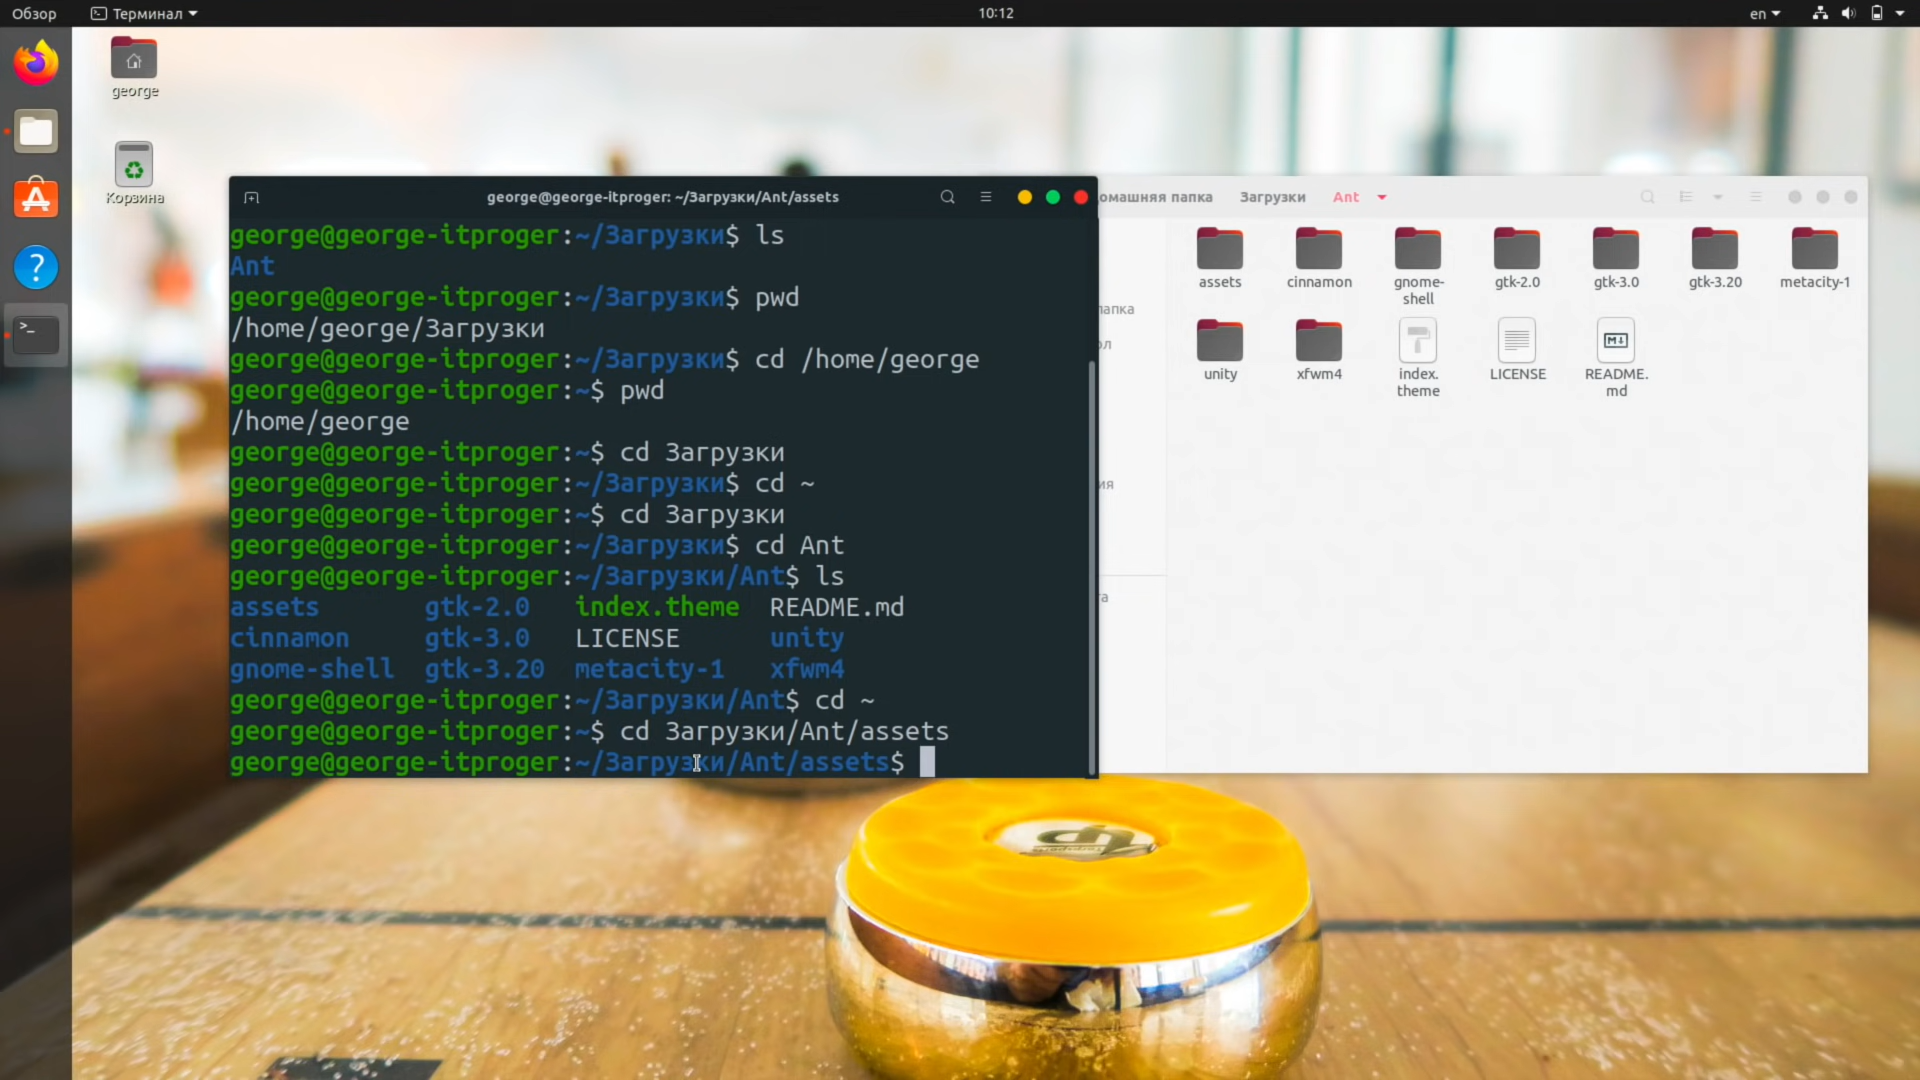 Обзор
Терминал
10:12
en
george
Корзина
george@george-itproger: ~/Загрузки/Ant/assets
george@george-itproger:~/Загрузки$ ls
Ant
george@george-itproger:~/Загрузки$ pwd
/home/george/Загрузки
george@george-itproger:~/Загрузки$ cd /home/george
george@george-itproger:~$ pwd
/home/george
george@george-itproger:~$ cd Загрузки
george@george-itproger:~/Загрузки$ cd ~
george@george-itproger:~$ cd Загрузки
george@george-itproger:~/Загрузки$ cd Ant
george@george-itproger:~/Загрузки/Ant$ ls
assets gtk-2.0 index.theme README.md
cinnamon gtk-3.0 LICENSE unity
gnome-shell gtk-3.20 metacity-1 xfwm4
george@george-itproger:~/Загрузки/Ant$ cd ~
george@george-itproger:~$ cd Загрузки/Ant/assets
george@george-itproger:~/Загрузки/Ant/assets$
омашняя папка Загрузки Ant
папка
ол
ия
та
assets cinnamon gnome-shell gtk-2.0 gtk-3.0 gtk-3.20 metacity-1
unity xfwm4 index.theme LICENSE README.md